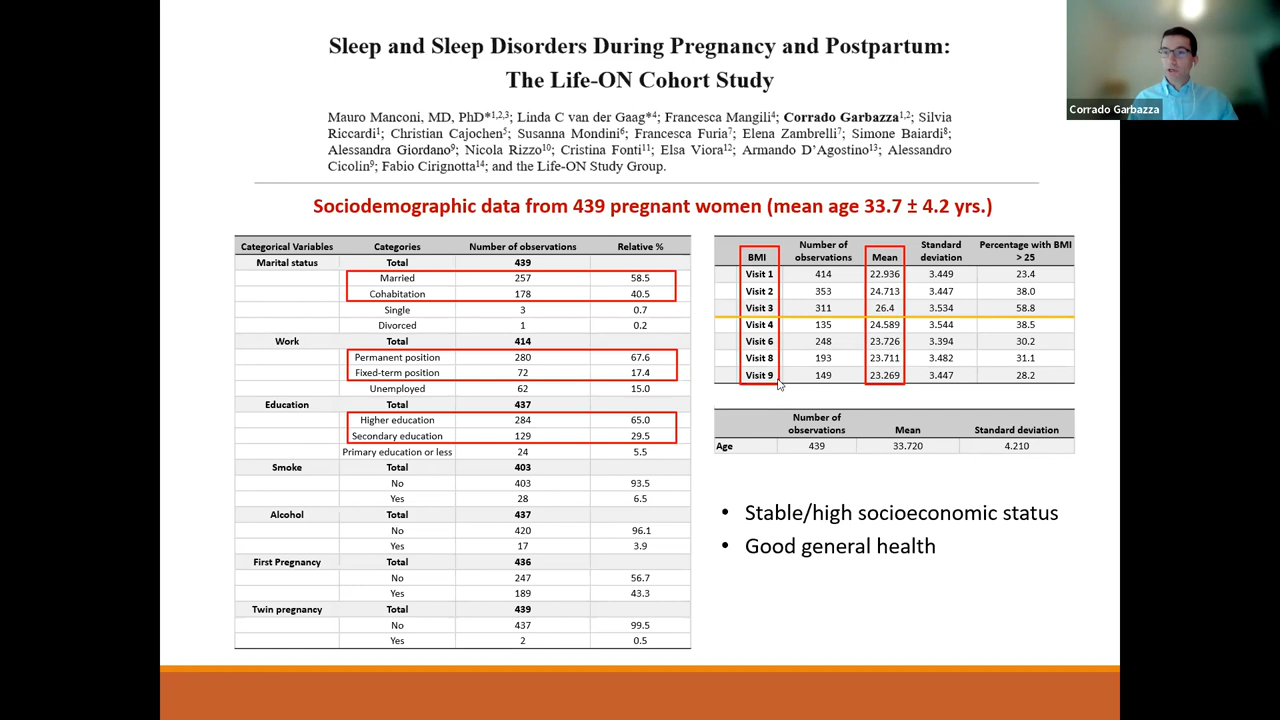 Sleep and Sleep Disorders During Pregnancy and Postpartum:
The Life-ON Cohort Study
Mauro Manconi, MD, PhD*1,2,3; Linda C van der Gaag*4; Francesca Mangili4; Corrado Garbazza1,2; Silvia
Riccardi1; Christian Cajochen5; Susanna Mondini6; Francesca Furia7; Elena Zambrelli7; Simone Baiardi8;
Alessandra Giordano9; Nicola Rizzo10; Cristina Fonti11; Elsa Viora12; Armando D'Agostino13; Alessandro
Cicolin9; Fabio Cirignotta14; and the Life-ON Study Group.
Corrado Garbazza
Sociodemographic data from 439 pregnant women (mean age 33.7 ± 4.2 yrs.)
Categorical Variables Categories Number of observations Relative %
Marital status Total 439
Married 257 58.5
Cohabitation 178 40.5
Single 3 0.7
Divorced 1 0.2
Work Total 414
Permanent position 280 67.6
Fixed-term position 72 17.4
Unemployed 62 15.0
Education Total 437
Higher education 284 65.0
Secondary education 129 29.5
Primary education or less 24 5.5
Smoke Total 403
No 403 93.5
Yes 28 6.5
Alcohol Total 437
No 420 96.1
Yes 17 3.9
First Pregnancy Total 436
No 247 56.7
Yes 189 43.3
Twin pregnancy Total 439
No 437 99.5
Yes 2 0.5
BMI Number of observations Mean Standard deviation Percentage with BMI > 25
Visit 1 414 22.936 3.449 23.4
Visit 2 353 24.713 3.447 38.0
Visit 3 311 26.4 3.534 58.8
Visit 4 135 24.589 3.544 38.5
Visit 6 248 23.726 3.394 30.2
Visit 8 193 23.711 3.482 31.1
Visit 9 149 23.269 3.447 28.2
Number of observations Mean Standard deviation
Age 439 33.720 4.210
• Stable/high socioeconomic status
• Good general health